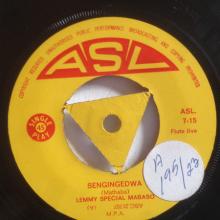 COPYRIGHT RESERVED UNAUTHORISED PUBLIC PERFORMANCE BROADCASTING AND COPYING PROHIBITED
ASL
SINGLE
45
PLAY
ASL.
7-15
Flute Jive
SENGINGEDWA
(Mathaba)
LEMMY SPECIAL MABASO
M.P.A.
A
195/23